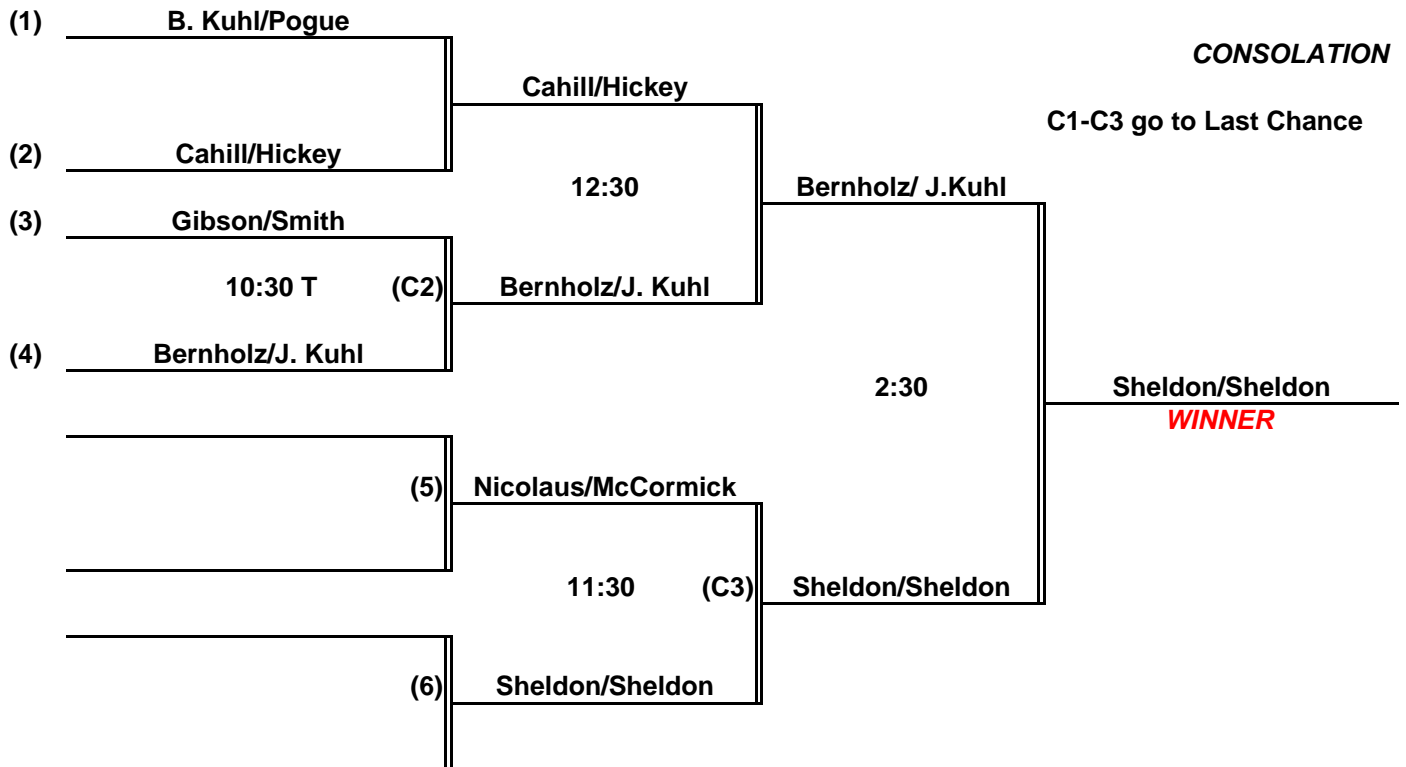 (1) B. Kuhl/Pogue
CONSOLATION
Cahill/Hickey
C1-C3 go to Last Chance
(2) Cahill/Hickey
12:30 Bernholz/ J.Kuhl
(3) Gibson/Smith
10:30 T (C2) Bernholz/J. Kuhl
(4) Bernholz/J. Kuhl
2:30 Sheldon/Sheldon
WINNER
(5) Nicolaus/McCormick
11:30 (C3) Sheldon/Sheldon
(6) Sheldon/Sheldon